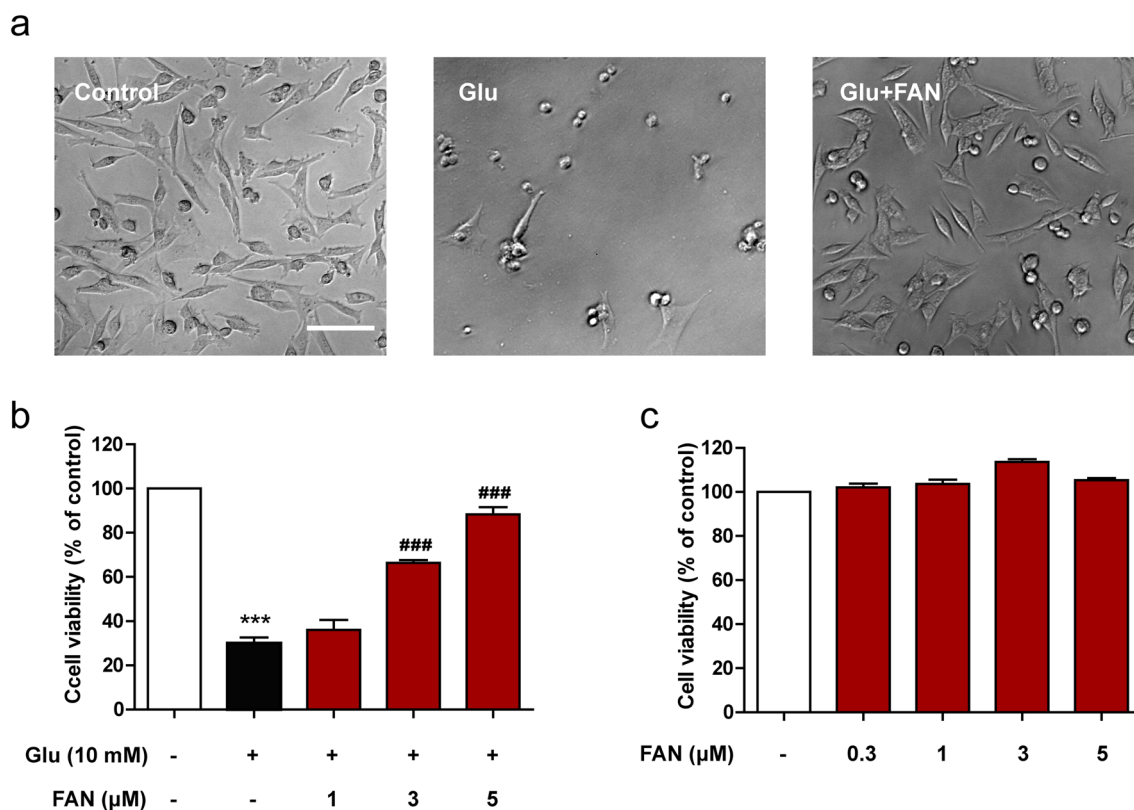 a
Control
Glu
Glu+FAN
b
Ccell viability (% of control)
120
100
80
60
40
20
0
***
###
###
Glu (10 mM) - + + + +
FAN (µM) - - 1 3 5
c
Cell viability (% of control)
120
100
80
60
40
20
0
FAN (µM) - 0.3 1 3 5